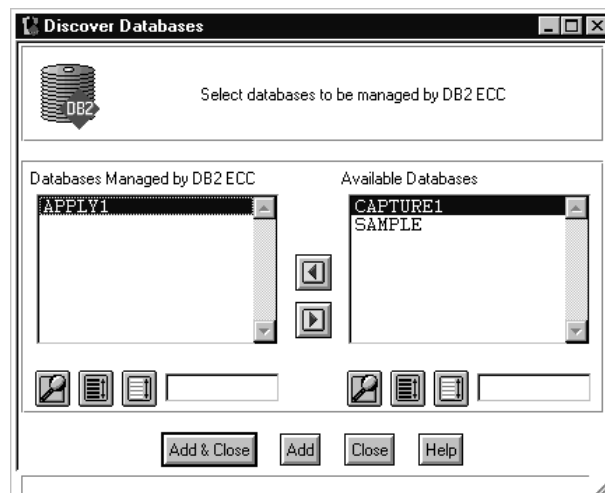 Discover Databases
DB2
Select databases to be managed by DB2 ECC
Databases Managed by DB2 ECC
Available Databases
APPLY1
CAPTURE1
SAMPLE
Add & Close
Add
Close
Help